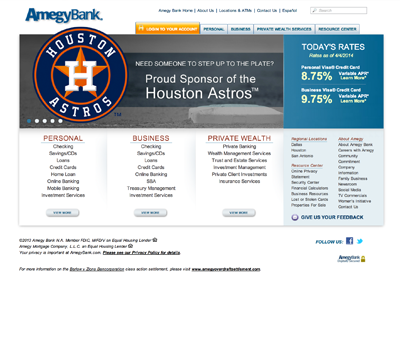 AmegyBank.
Amegy Bank Home | About Us | Locations & ATMs | Contact Us | Español
Search
LOGIN TO YOUR ACCOUNT PERSONAL BUSINESS PRIVATE WEALTH SERVICES RESOURCE CENTER
HOUSTON
H
ASTROS
TM
NEED SOMEONE TO STEP UP TO THE PLATE?
Proud Sponsor of the
Houston Astros™
TODAY'S RATES
Rates as of 4/4/2014
Personal Visa® Credit Card
8.75% Variable APR*
Learn More*
Business Visa® Credit Card
9.75% Variable APR*
Learn More*
PERSONAL
Checking
Savings/CDs
Loans
Credit Cards
Home Loan
Online Banking
Mobile Banking
Investment Services
VIEW MORE
BUSINESS
Checking
Savings/CDs
Loans
Credit Cards
Online Banking
SBA
Treasury Management
Investment Services
VIEW MORE
PRIVATE WEALTH
Private Banking
Wealth Management Services
Trust and Estate Services
Investment Management
Private Client Investments
Insurance Services
VIEW MORE
Regional Locations
Dallas
Houston
San Antonio
Resource Center
Online Privacy
Statement
Security Center
Financial Calculators
Business Resources
Lost or Stolen Cards
Properties For Sale
About Amegy
About Amegy Bank
Careers with Amegy
Community
Commitment
Company
Information
Family Business
Newsroom
Social Media
TV Commercials
Women's Initiative
Contact Us
GIVE US YOUR FEEDBACK
©2013 Amegy Bank N.A. Member FDIC, WFDV an Equal Housing Lender
Amegy Mortgage Company, L.L.C. an Equal Housing Lender
Your privacy is important at AmegyBank.com. Please see our Privacy Policy for details.
For more information on the Barlow v Zions Bancorporation class action settlement, please visit www.amegyoverdraftsettlement.com.
FOLLOW US:
AmegyBank